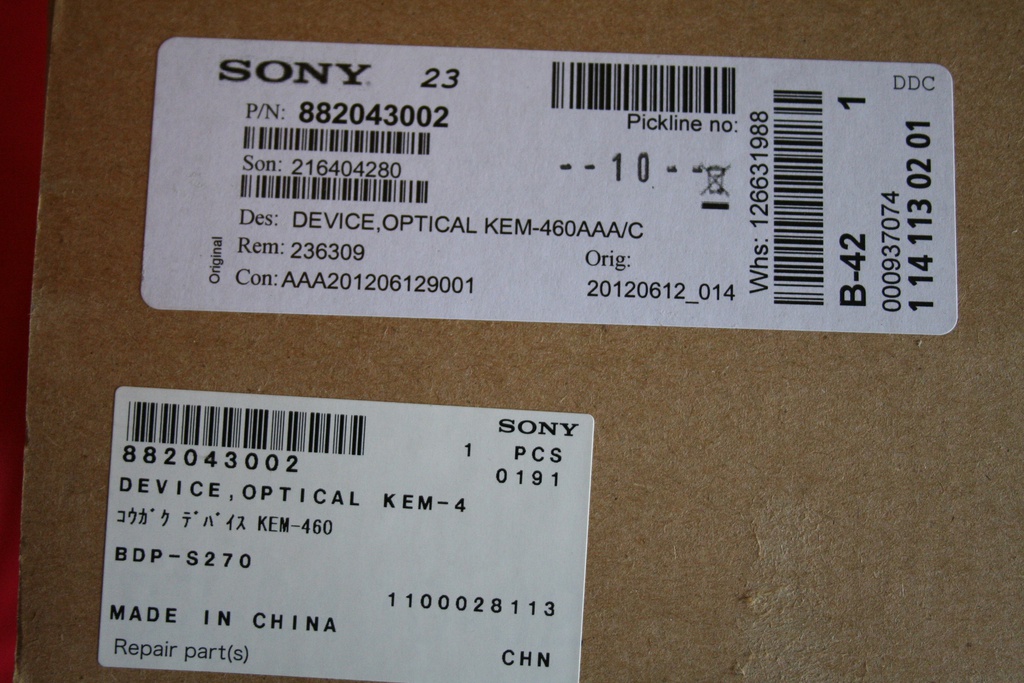 SONY 23
P/N: 882043002
Son: 216404280
Des: DEVICE,OPTICAL KEM-460AAA/C
Rem: 236309
Con: AAA201206129001
Original
Pickline no:
--10--
Orig:
20120612_014
Whs: 126631988
B-42 1
DDC
000937074
1 14 113 02 01
SONY
882043002
1 PCS
0191
DEVICE,OPTICAL KEM-4
コウガク デバイス KEM-460
BDP-S270
1100028113
MADE IN CHINA
Repair part(s)
CHN